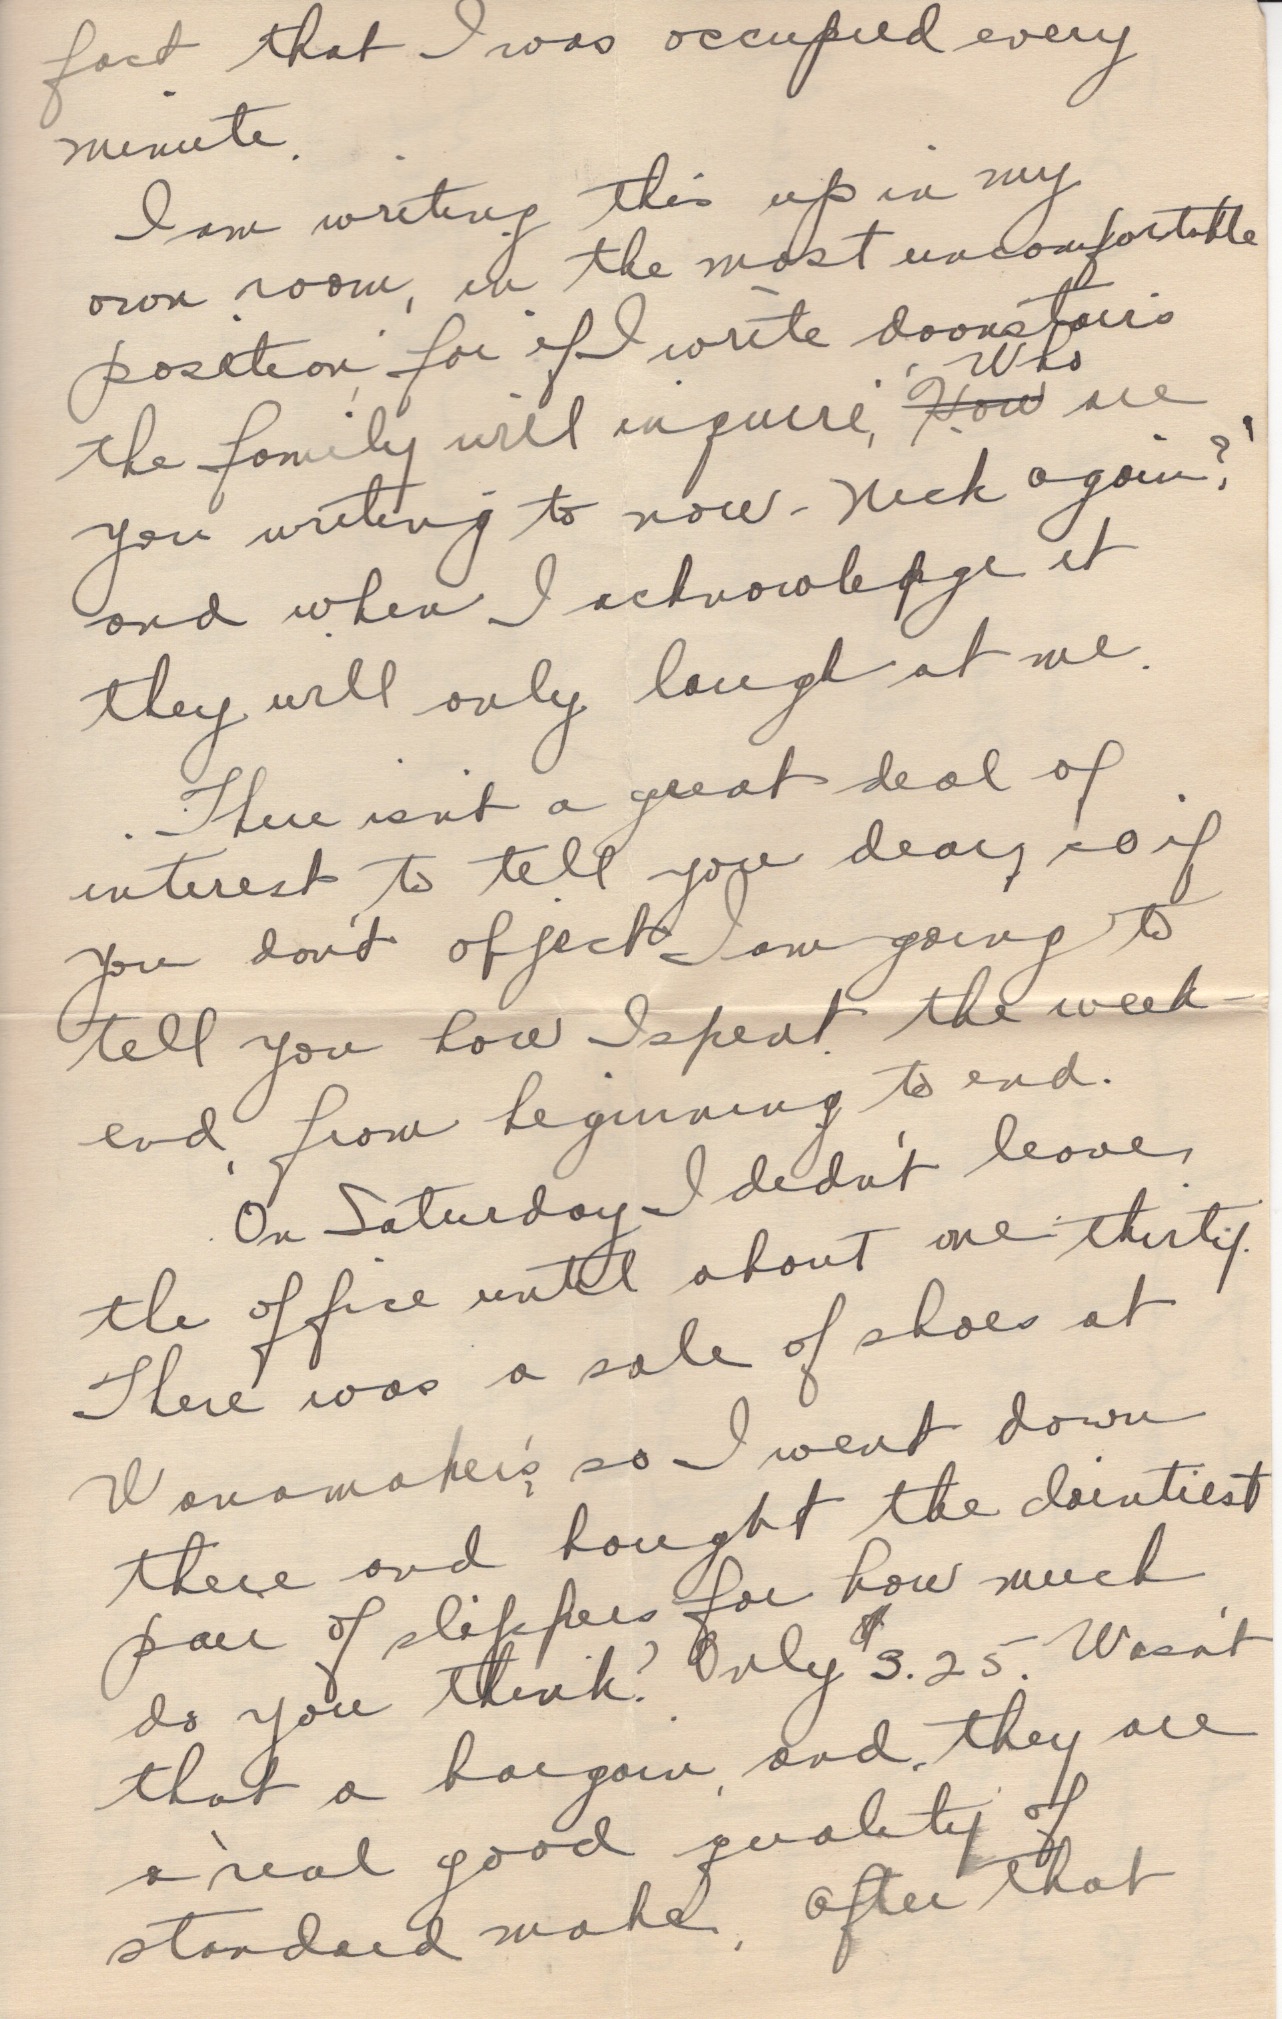 fact that I was occupied every
minute.
I am writing this up in my
own room, in the most uncomfortable
position, for if I write doonstairs
Who
the family will inquire, "How are
you writing to now - Nick again?"
and when I acknowledge it
they will only laugh at me.
There isn't a great deal of
interest to tell you dear, so if
you don't object I am going to
tell you how I spent the week-
end, from beginning to end.
On Saturday I didn't leave
the office until about one-thirty.
There was a sale of shoes at
Wanamaker's, so I went down
there and bought the daintiest
pair of slippers for how much
do you think? Only $3.25. Wasn't
that a bargain, and, they are
a real good quality of
standard make. After that